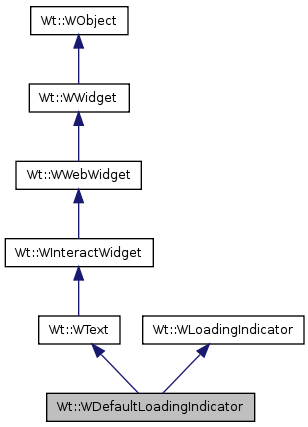 Wt::WObject
Wt::WWidget
Wt::WWebWidget
Wt::WInteractWidget
Wt::WText
Wt::WLoadingIndicator
Wt::WDefaultLoadingIndicator